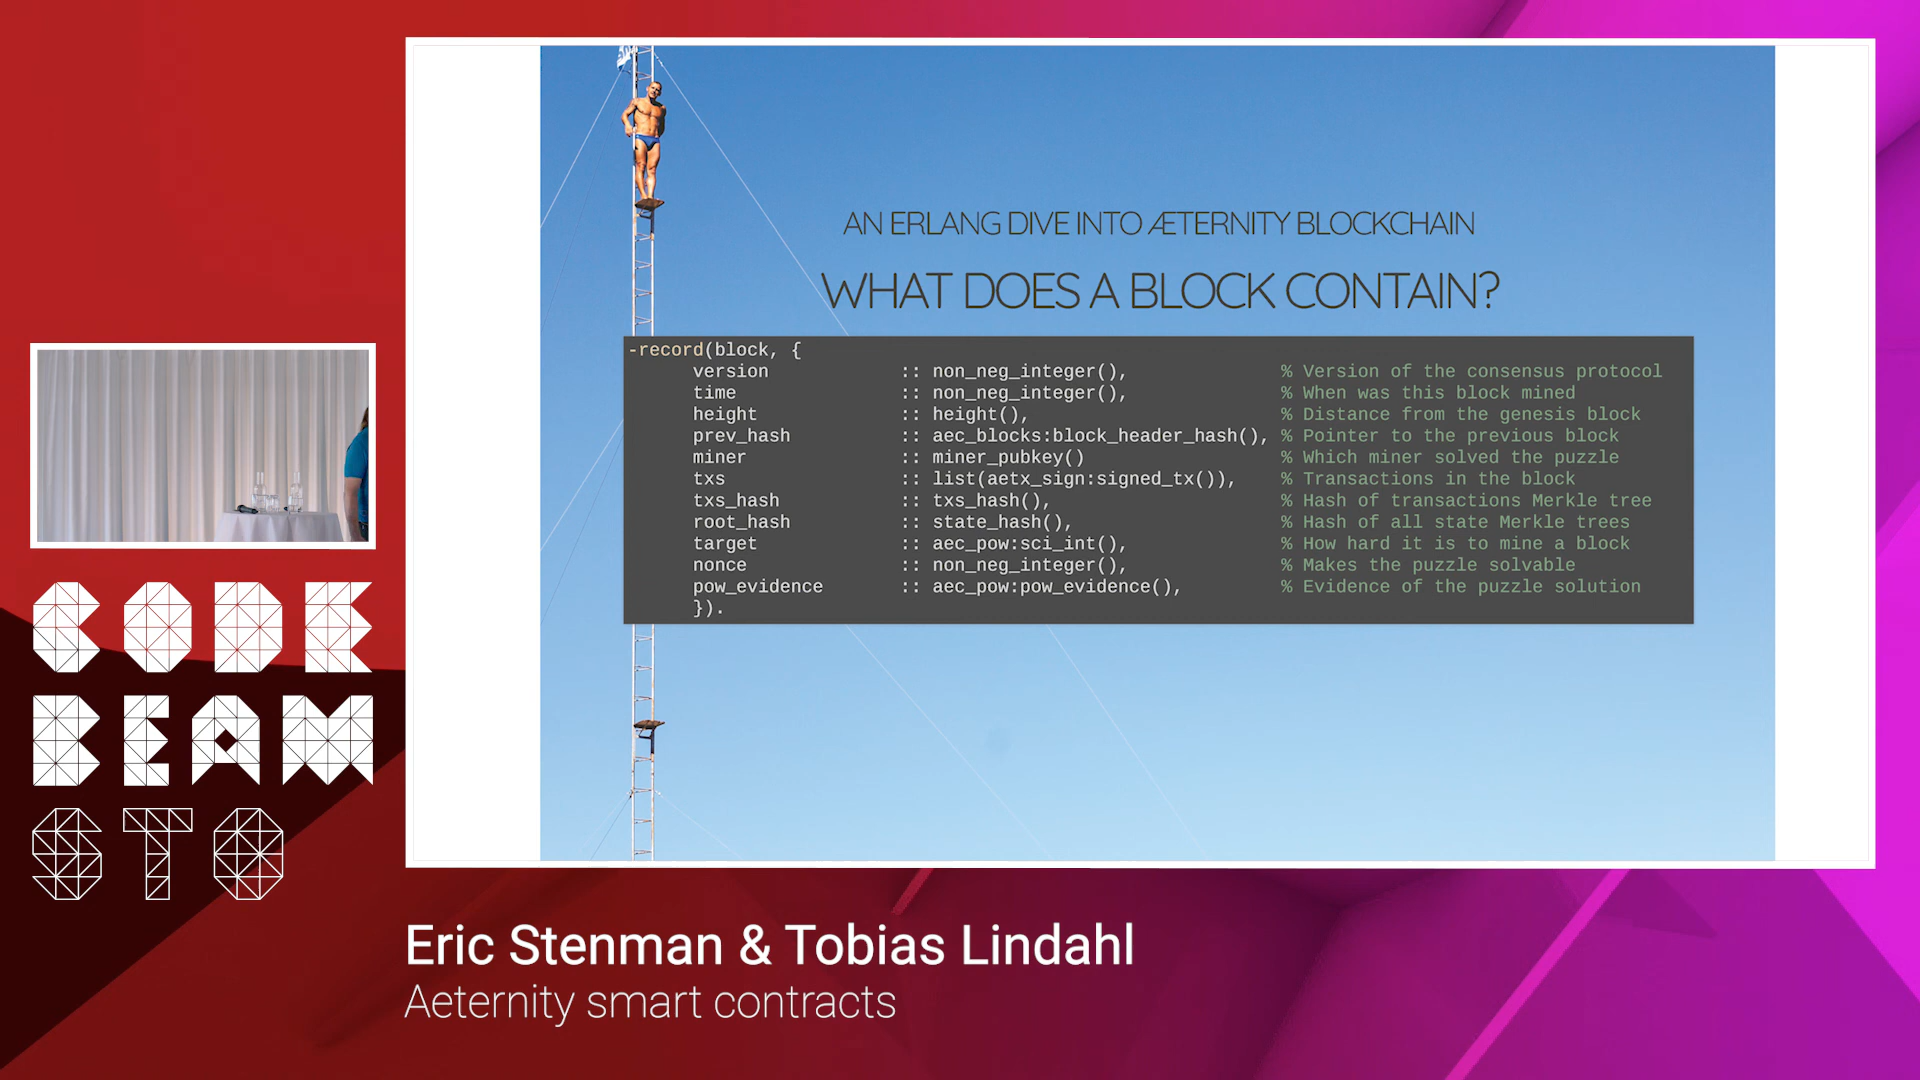 AN ERLANG DIVE INTO ÆTERNITY BLOCKCHAIN
WHAT DOES A BLOCK CONTAIN?
-record(block, {
version :: non_neg_integer(), % Version of the consensus protocol
time :: non_neg_integer(), % When was this block mined
height :: height(), % Distance from the genesis block
prev_hash :: aec_blocks:block_header_hash(), % Pointer to the previous block
miner :: miner_pubkey() % Which miner solved the puzzle
txs :: list(aetx_sign:signed_tx()), % Transactions in the block
txs_hash :: txs_hash(), % Hash of transactions Merkle tree
root_hash :: state_hash(), % Hash of all state Merkle trees
target :: aec_pow:sci_int(), % How hard it is to mine a block
nonce :: non_neg_integer(), % Makes the puzzle solvable
pow_evidence :: aec_pow:pow_evidence(), % Evidence of the puzzle solution
}).
CODE
BEAM
STO
Eric Stenman & Tobias Lindahl
Aeternity smart contracts